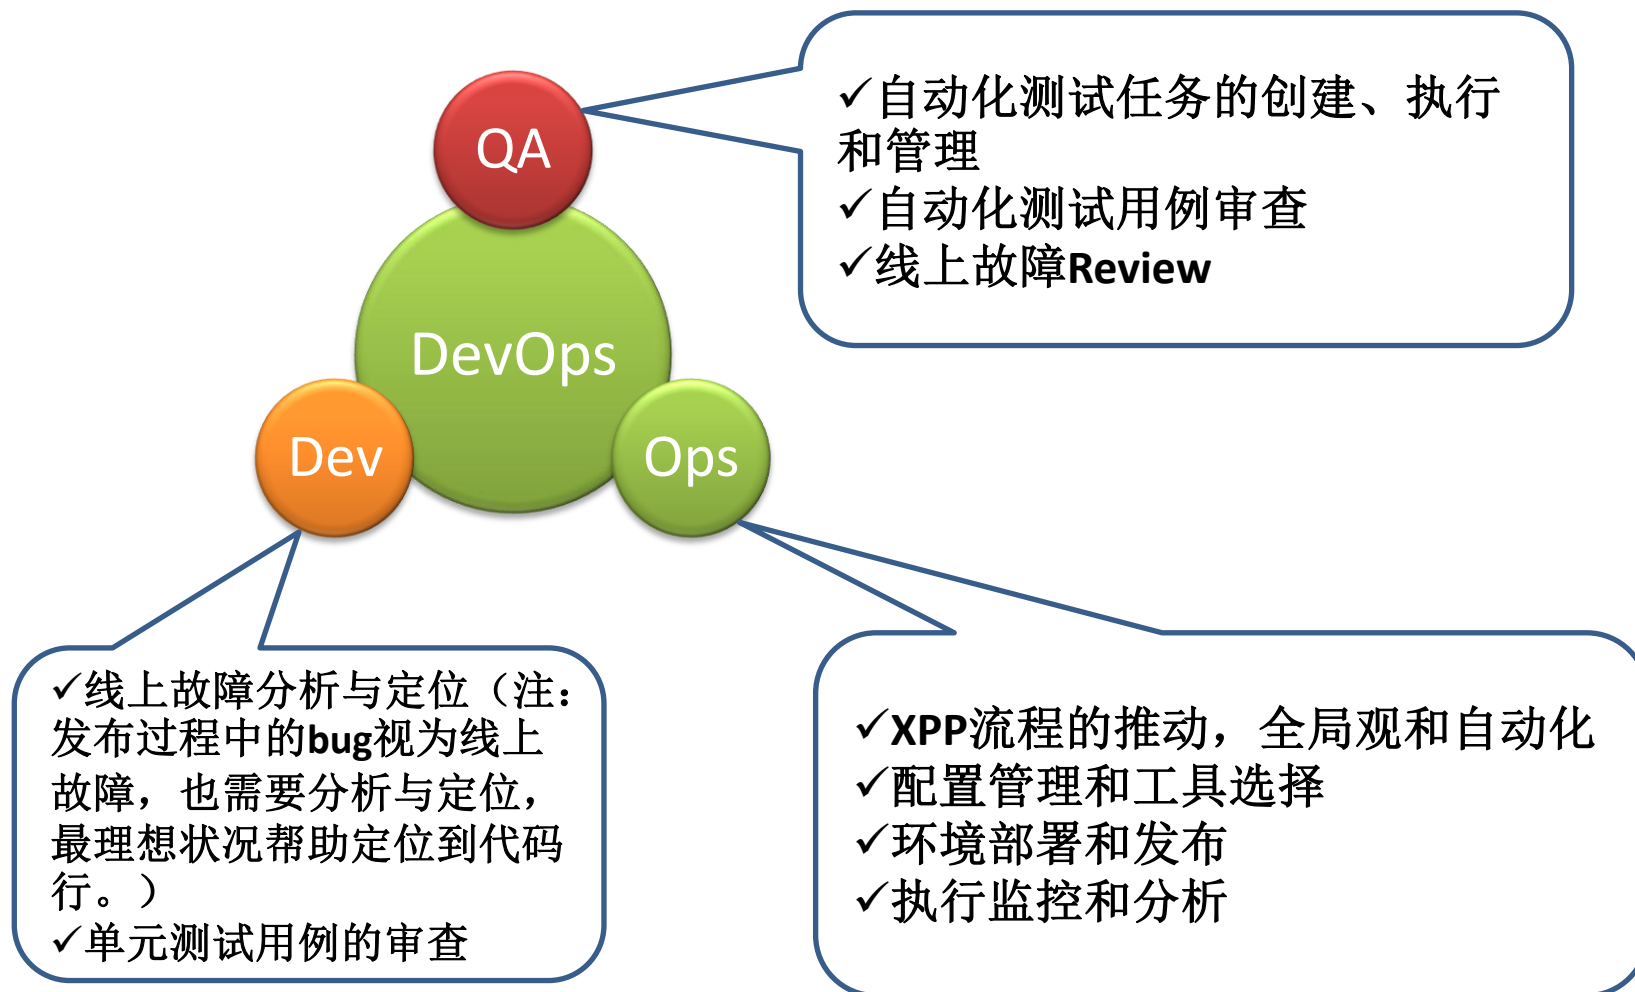 QA
DevOps
Dev
Ops
✓自动化测试任务的创建、执行
和管理
✓自动化测试用例审查
✓线上故障Review
✓线上故障分析与定位（注：
发布过程中的bug视为线上
故障，也需要分析与定位，
最理想状况帮助定位到代码
行。）
✓单元测试用例的审查
✓XPP流程的推动，全局观和自动化
✓配置管理和工具选择
✓环境部署和发布
✓执行监控和分析